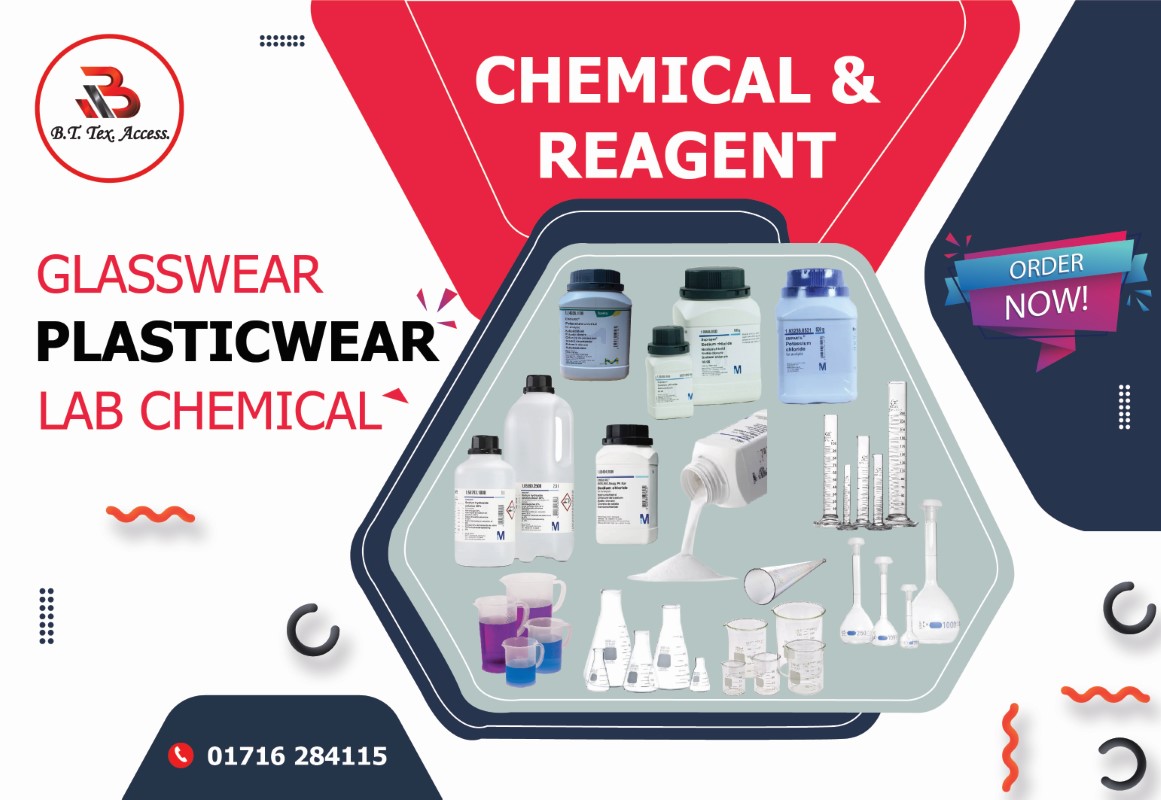 B.T. Tex. Access.
CHEMICAL &
REAGENT
GLASSWEAR
PLASTICWEAR
LAB CHEMICAL
ORDER
NOW!
01716 284115